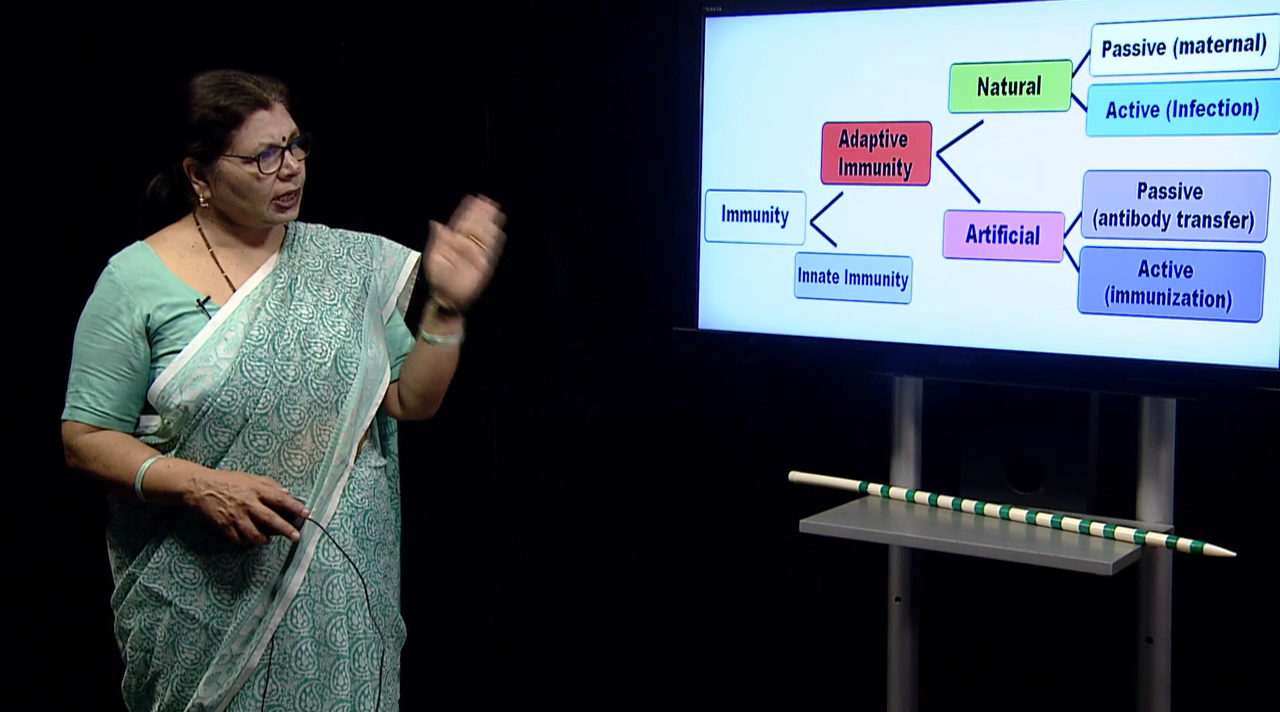 Passive (maternal)
Natural
Active (Infection)
Adaptive
Immunity
Passive
(antibody transfer)
Immunity
Artificial
Innate Immunity
Active
(immunization)